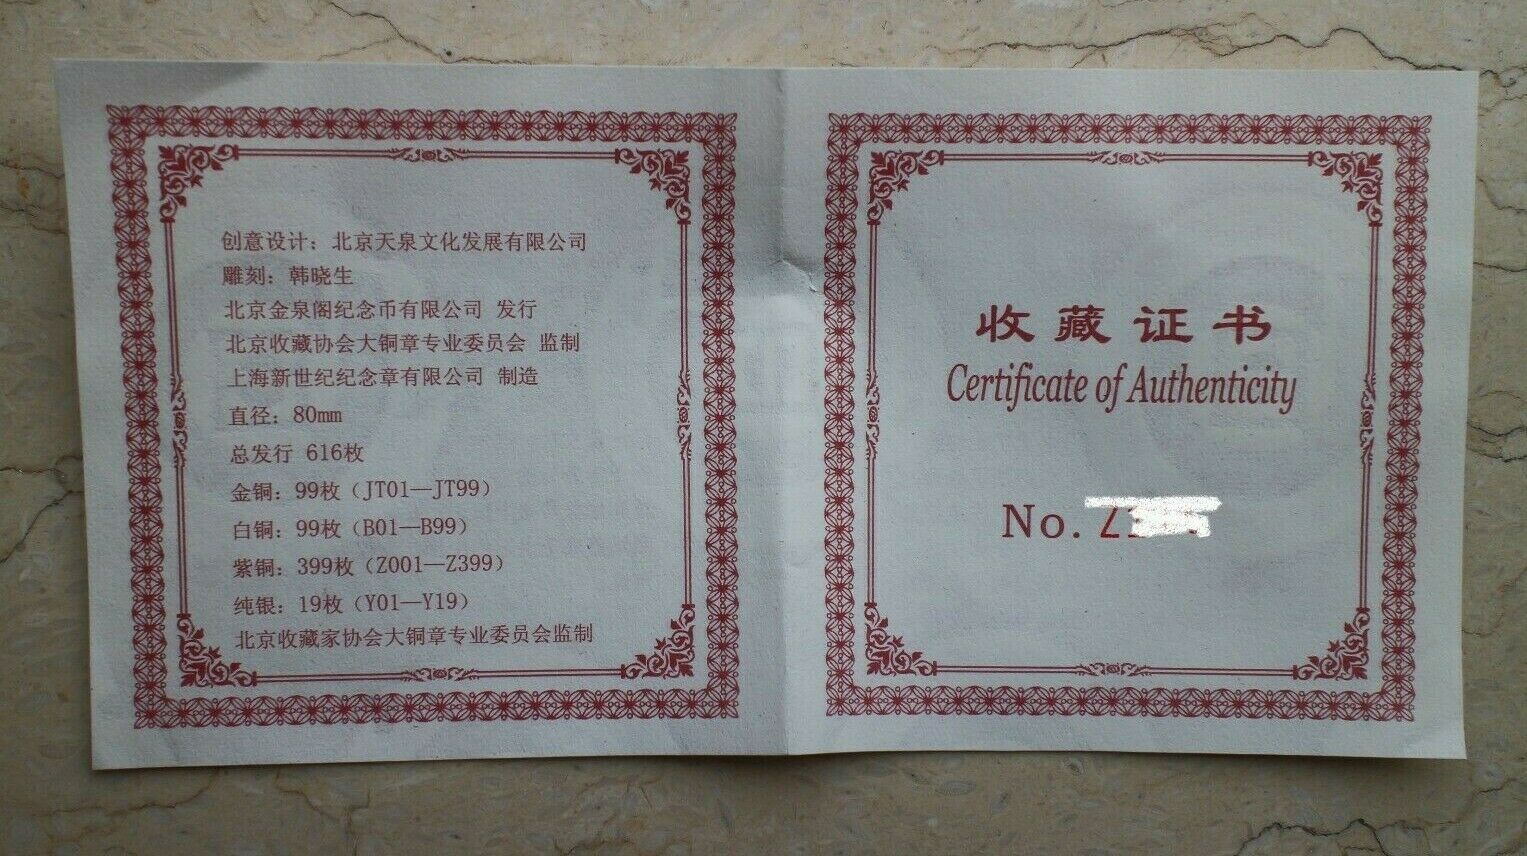 创意设计：北京天泉文化发展有限公司
雕刻：韩晓生
北京金泉阁纪念币有限公司 发行
北京收藏协会大铜章专业委员会 监制
上海新世纪纪念章有限公司 制造
直径：80mm
总发行 616枚
金铜：99枚（JT01—JT99）
白铜：99枚（B01—B99）
紫铜：399枚（Z001—Z399）
纯银：19枚（Y01—Y19）
北京收藏家协会大铜章专业委员会监制
收藏证书
Certificate of Authenticity
No.